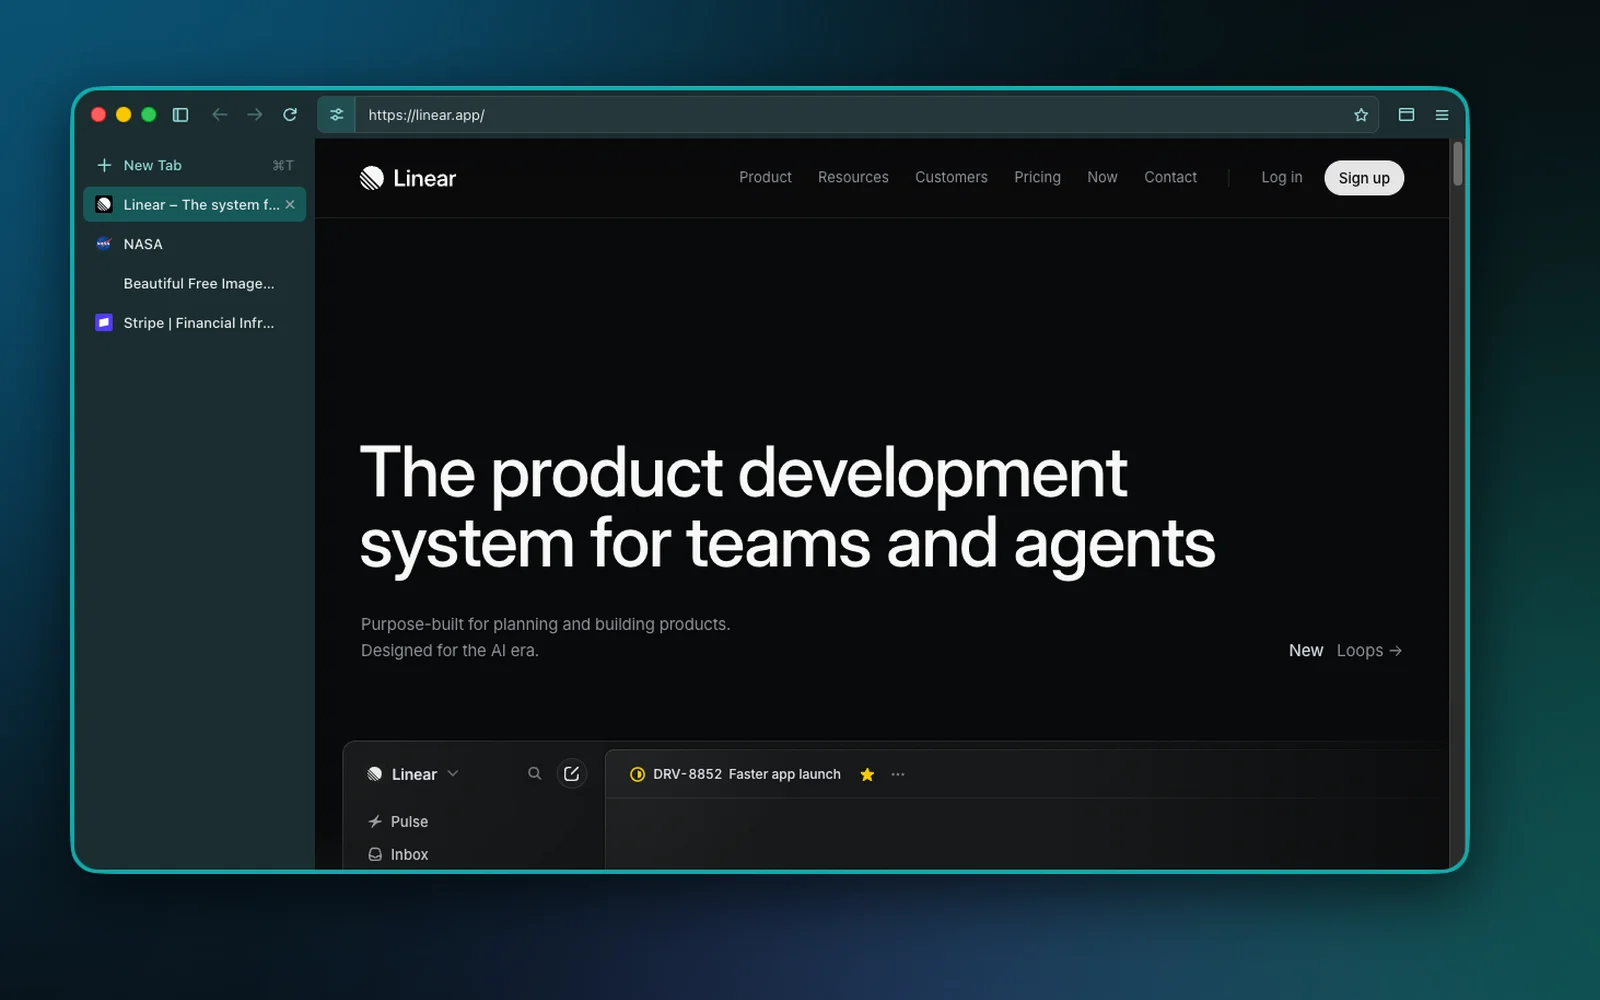 https://linear.app/
New Tab ⌘T
Linear – The system f...
NASA
Beautiful Free Image...
Stripe | Financial Infr...
Linear
Product Resources Customers Pricing Now Contact Log in Sign up
The product development
system for teams and agents
Purpose-built for planning and building products.
Designed for the AI era.
New Loops →
Linear
Pulse
Inbox
DRV-8852 Faster app launch